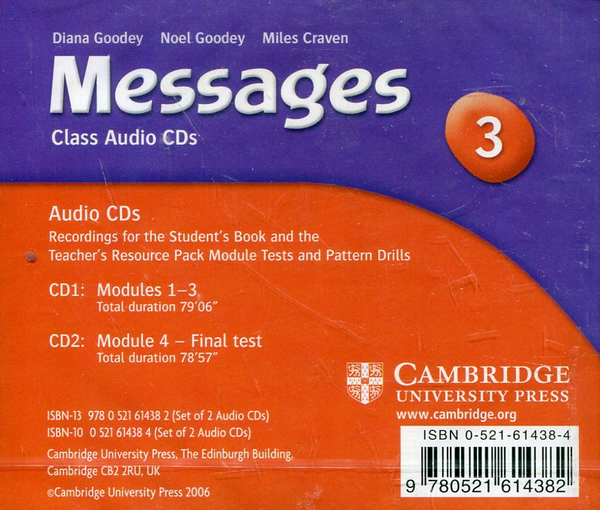 Diana Goodey Noel Goodey Miles Craven
Messages
Class Audio CDs
3
Audio CDs
Recordings for the Student's Book and the
Teacher's Resource Pack Module Tests and Pattern Drills
CD1: Modules 1–3
Total duration 79'06"
CD2: Module 4 – Final test
Total duration 78'57"
CAMBRIDGE
UNIVERSITY PRESS
www.cambridge.org
ISBN-13 978 0 521 61438 2 (Set of 2 Audio CDs)
ISBN-10 0 521 61438 4 (Set of 2 Audio CDs)
Cambridge University Press, The Edinburgh Building,
Cambridge CB2 2RU, UK
©Cambridge University Press 2006
ISBN 0-521-61438-4
9 780521 614382